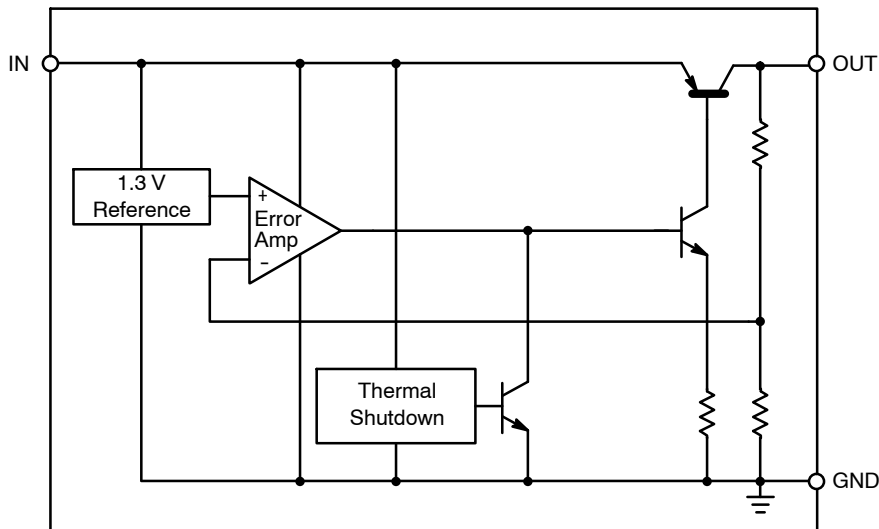 IN
OUT
1.3 V
Reference
+
Error
Amp
-
Thermal
Shutdown
GND